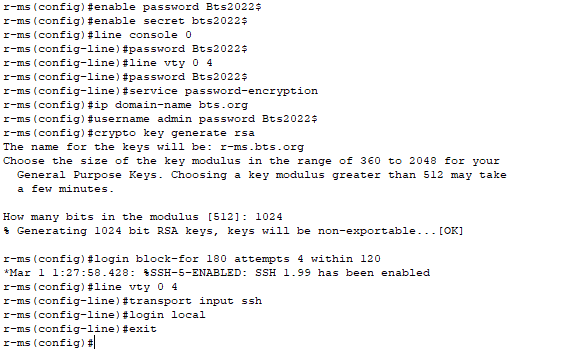 r-ms(config)#enable password Bts2022$
r-ms(config)#enable secret bts2022$
r-ms(config)#line console 0
r-ms(config-line)#password Bts2022$
r-ms(config-line)#line vty 0 4
r-ms(config-line)#password Bts2022$
r-ms(config-line)#service password-encryption
r-ms(config)#ip domain-name bts.org
r-ms(config)#username admin password Bts2022$
r-ms(config)#crypto key generate rsa
The name for the keys will be: r-ms.bts.org
Choose the size of the key modulus in the range of 360 to 2048 for your
  General Purpose Keys. Choosing a key modulus greater than 512 may take
  a few minutes.

How many bits in the modulus [512]: 1024
% Generating 1024 bit RSA keys, keys will be non-exportable...[OK]

r-ms(config)#login block-for 180 attempts 4 within 120
*Mar 1 1:27:58.428: %SSH-5-ENABLED: SSH 1.99 has been enabled
r-ms(config)#line vty 0 4
r-ms(config-line)#transport input ssh
r-ms(config-line)#login local
r-ms(config-line)#exit
r-ms(config)#